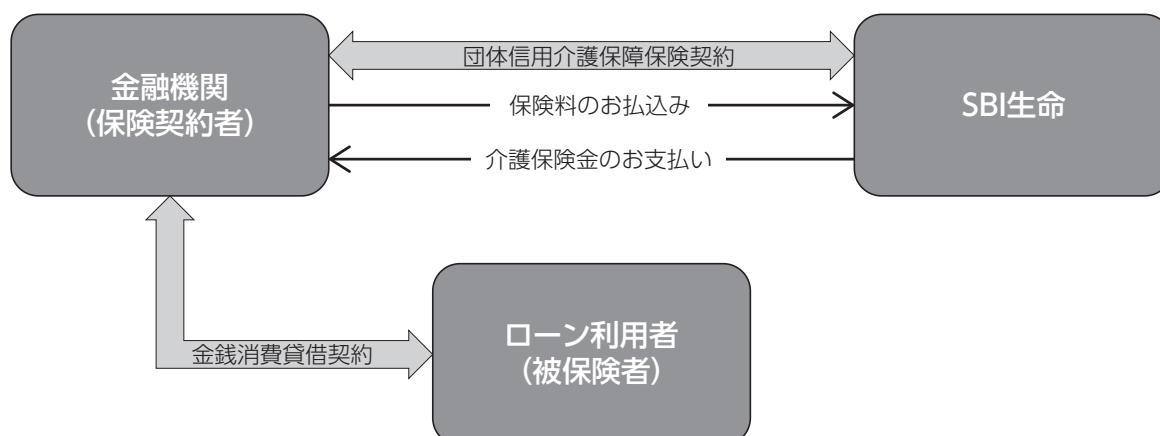 団体信用介護保障保険契約
金融機関
（保険契約者）
保険料のお払込み
SBI生命
介護保険金のお支払い
金銭消費貸借契約
ローン利用者
（被保険者）